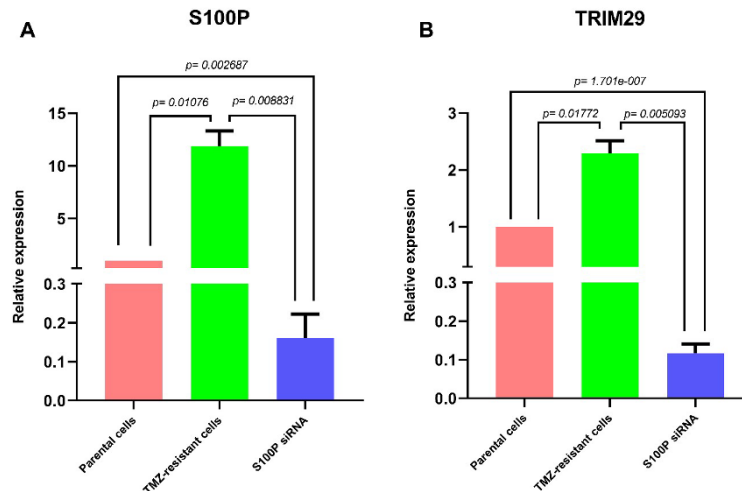 S100P
A
p= 0.002687
p= 0.01076
p= 0.008831
15
10
5
0.3
0.2
0.1
0.0
Relative expression
Parental cells
TMZ-resistant cells
S100P siRNA
TRIM29
B
p= 1.701e-007
p= 0.01772
p= 0.005093
3
2
1
0.3
0.2
0.1
0.0
Relative expression
Parental cells
TMZ-resistant cells
S100P siRNA